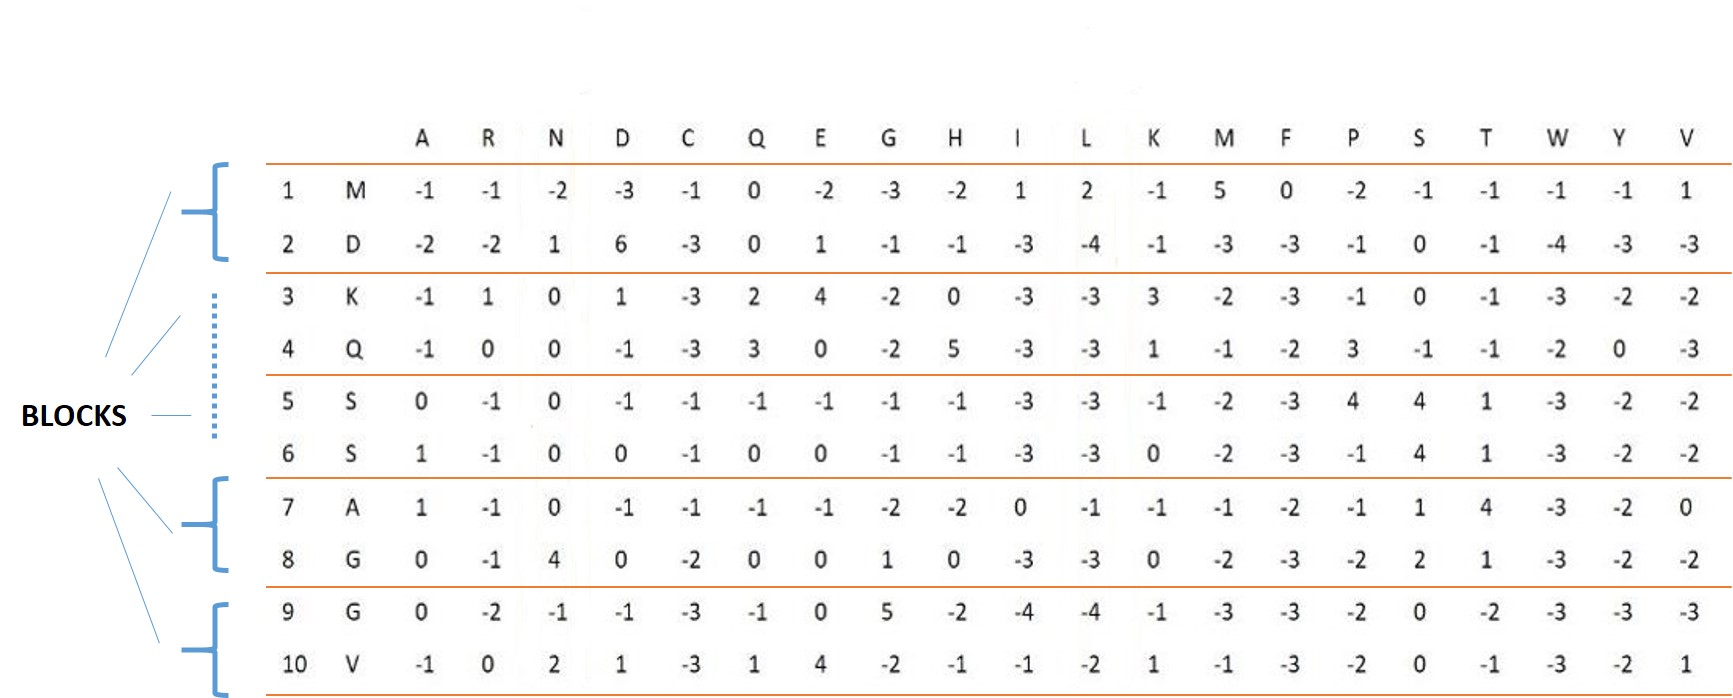 A R N D C Q E G H I L K M F P S T W Y V
1 M -1 -1 -2 -3 -1 0 -2 -3 -2 1 2 -1 5 0 -2 -1 -1 -1 -1 1
2 D -2 -2 1 6 -3 0 1 -1 -1 -3 -4 -1 -3 -3 -1 0 -1 -4 -3 -3
3 K -1 1 0 1 -3 2 4 -2 0 -3 -3 3 -2 -3 -1 0 -1 -3 -2 -2
4 Q -1 0 0 -1 -3 3 0 -2 5 -3 -3 1 -1 -2 3 -1 -1 -2 0 -3
BLOCKS
5 S 0 -1 0 -1 -1 -1 -1 -1 -1 -3 -3 -1 -2 -3 4 4 1 -3 -2 -2
6 S 1 -1 0 0 -1 0 0 -1 -1 -3 -3 0 -2 -3 -1 4 1 -3 -2 -2
7 A 1 -1 0 -1 -1 -1 -1 -2 -2 0 -1 -1 -1 -2 -1 1 4 -3 -2 0
8 G 0 -1 4 0 -2 0 0 1 0 -3 -3 0 -2 -3 -2 2 1 -3 -2 -2
9 G 0 -2 -1 -1 -3 -1 0 5 -2 -4 -4 -1 -3 -3 -2 0 -2 -3 -3 -3
10 V -1 0 2 1 -3 1 4 -2 -1 -1 -2 1 -1 -3 -2 0 -1 -3 -2 1